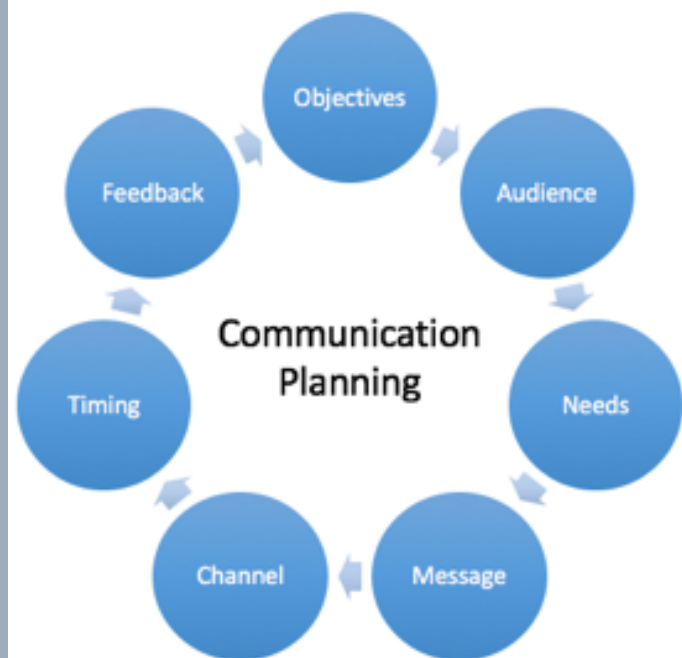 Objectives
Audience
Needs
Message
Channel
Timing
Feedback
Communication
Planning